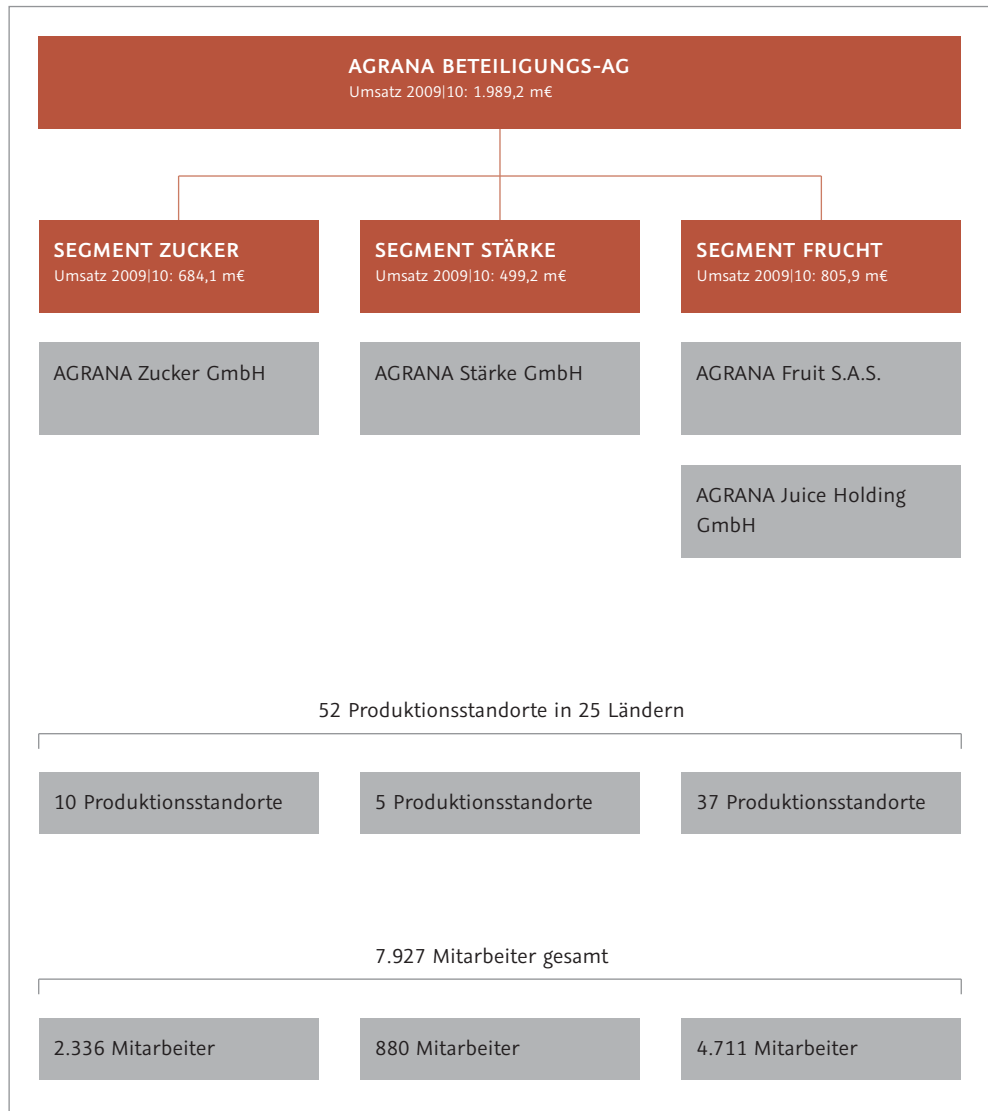 AGRANA BETEILIGUNGS-AG
Umsatz 2009|10: 1.989,2 m€
SEGMENT ZUCKER
Umsatz 2009|10: 684,1 m€
SEGMENT STÄRKE
Umsatz 2009|10: 499,2 m€
SEGMENT FRUCHT
Umsatz 2009|10: 805,9 m€
AGRANA Zucker GmbH
AGRANA Stärke GmbH
AGRANA Fruit S.A.S.
AGRANA Juice Holding
GmbH
52 Produktionsstandorte in 25 Ländern
10 Produktionsstandorte
5 Produktionsstandorte
37 Produktionsstandorte
7.927 Mitarbeiter gesamt
2.336 Mitarbeiter
880 Mitarbeiter
4.711 Mitarbeiter